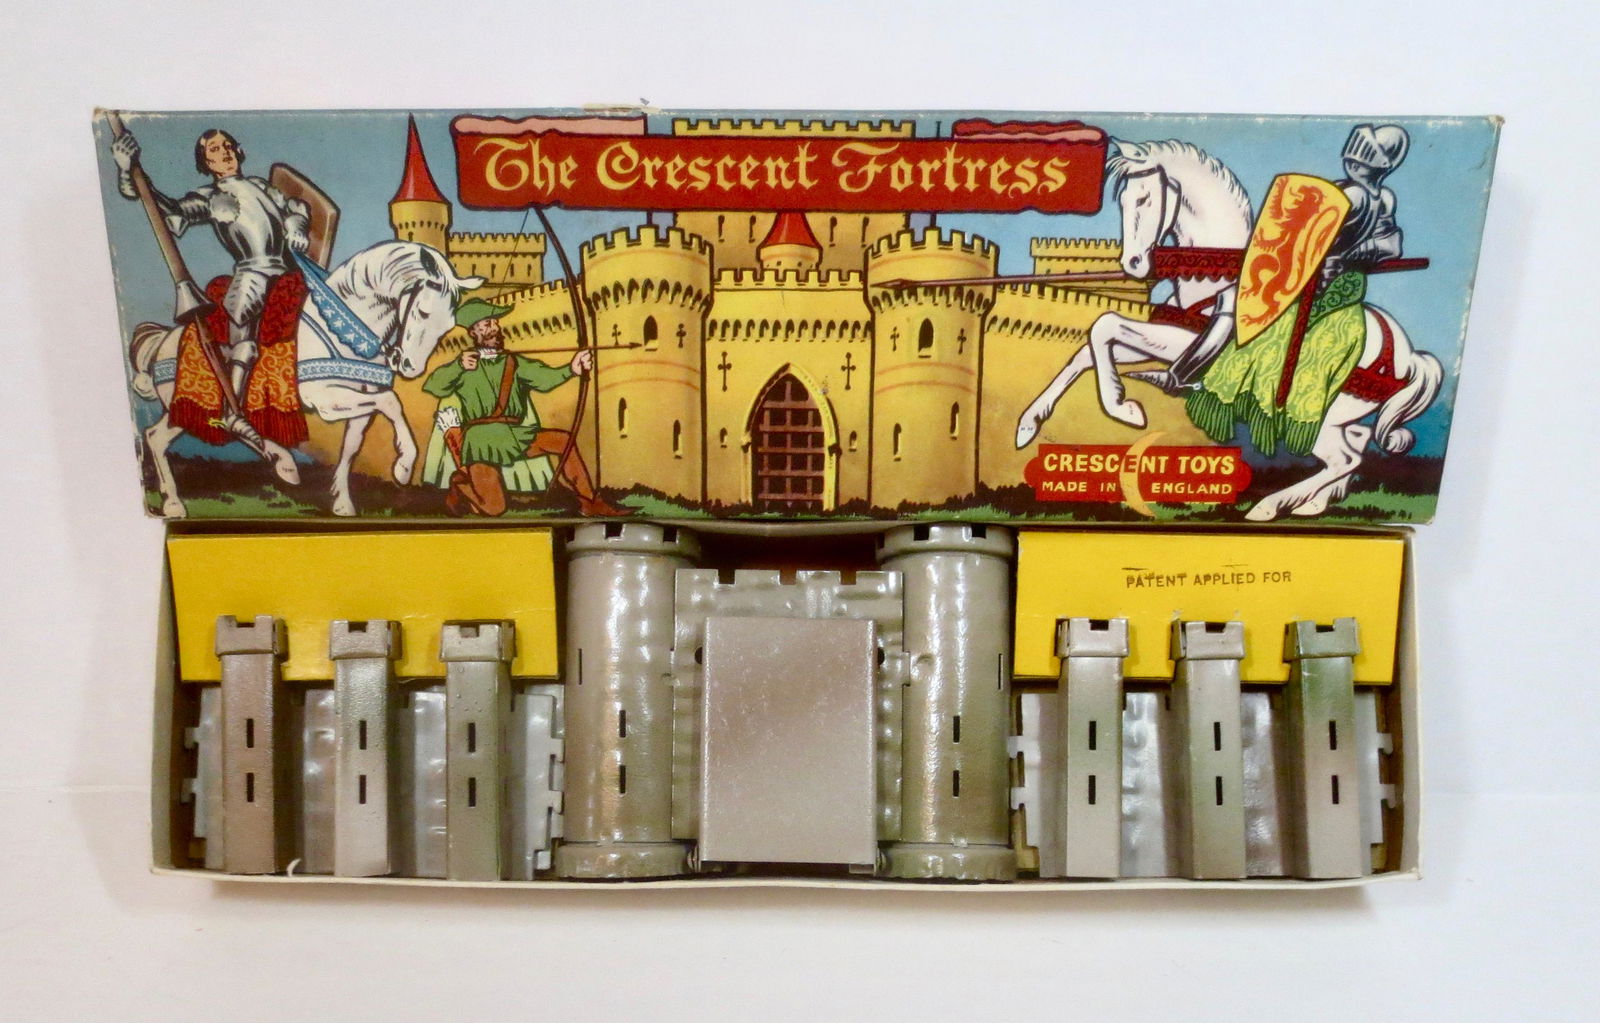 The Crescent Fortress
CRESCENT TOYS
MADE IN ENGLAND
PATENT APPLIED FOR